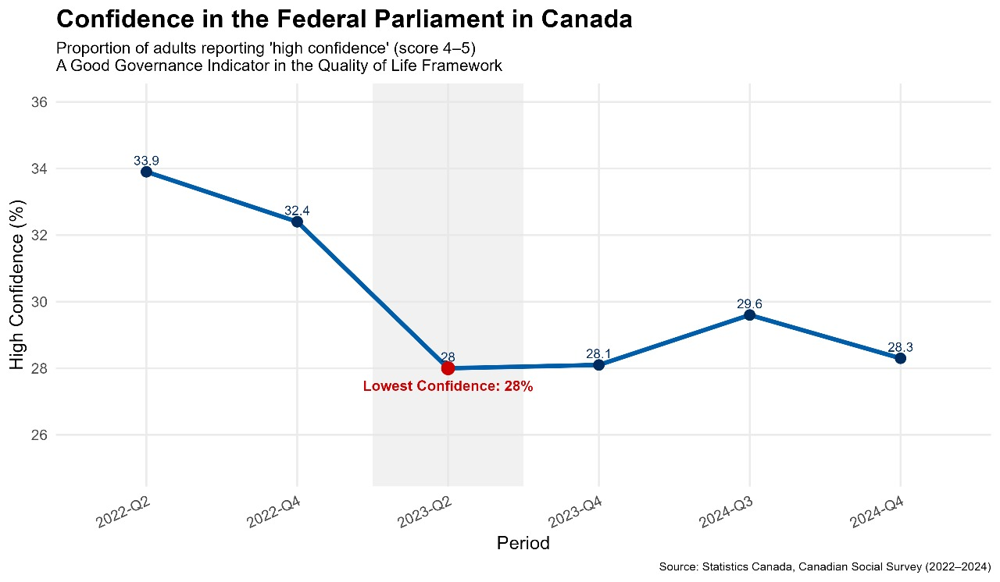 Confidence in the Federal Parliament in Canada
Proportion of adults reporting 'high confidence' (score 4–5)
A Good Governance Indicator in the Quality of Life Framework
High Confidence (%)
36
34
32
30
28
26
33.9
32.4
28
28.1
29.6
28.3
Lowest Confidence: 28%
2022-Q2
2022-Q4
2023-Q2
2023-Q4
2024-Q3
2024-Q4
Period
Source: Statistics Canada, Canadian Social Survey (2022–2024)